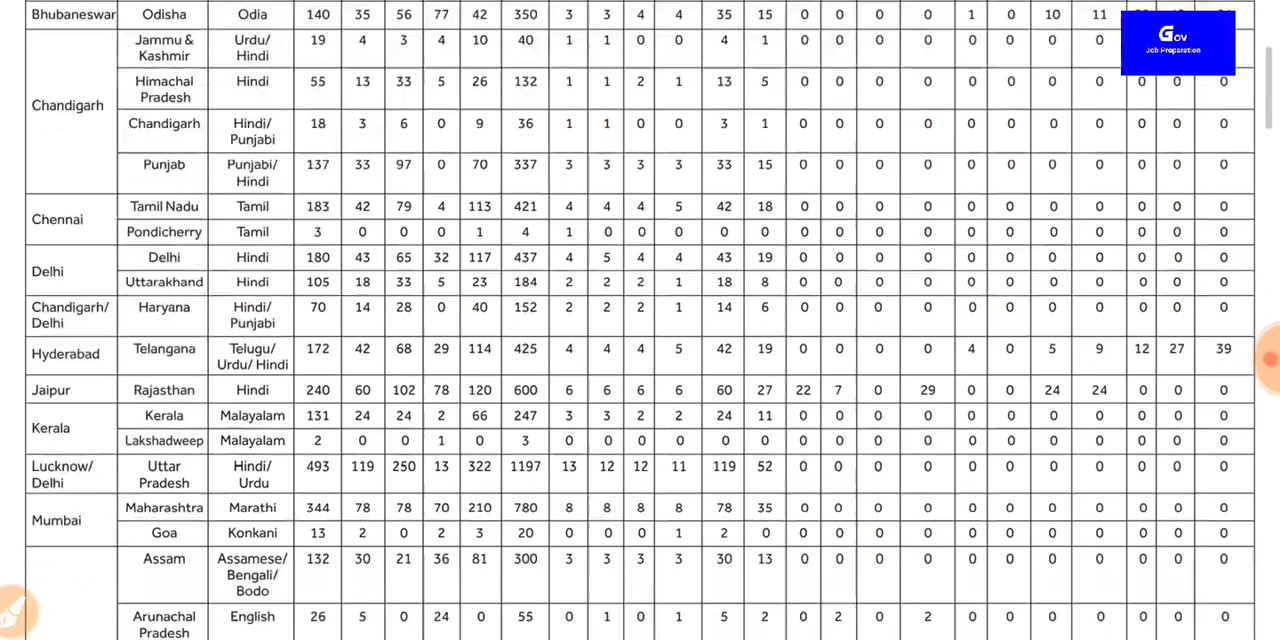 Bhubaneswar Odisha Odia 140 35 56 77 42 350 3 3 4 4 35 15 0 0 0 0 1 0 10 11
Gov
Job Preparation
Chandigarh
Jammu & Kashmir Urdu/ Hindi 19 4 3 4 10 40 1 1 0 0 4 1 0 0 0 0 0 0 0 0
Himachal Pradesh Hindi 55 13 33 5 26 132 1 1 2 1 13 5 0 0 0 0 0 0 0 0 0 0 0
Chandigarh Hindi/ Punjabi 18 3 6 0 9 36 1 1 0 0 3 1 0 0 0 0 0 0 0 0 0 0 0
Punjab Punjabi/ Hindi 137 33 97 0 70 337 3 3 3 3 33 15 0 0 0 0 0 0 0 0 0 0 0
Chennai
Tamil Nadu Tamil 183 42 79 4 113 421 4 4 4 5 42 18 0 0 0 0 0 0 0 0 0 0 0
Pondicherry Tamil 3 0 0 0 1 4 1 0 0 0 0 0 0 0 0 0 0 0 0 0 0 0 0
Delhi
Delhi Hindi 180 43 65 32 117 437 4 5 4 4 43 19 0 0 0 0 0 0 0 0 0 0 0
Uttarakhand Hindi 105 18 33 5 23 184 2 2 2 1 18 8 0 0 0 0 0 0 0 0 0 0 0
Chandigarh/ Delhi Haryana Hindi/ Punjabi 70 14 28 0 40 152 2 2 2 1 14 6 0 0 0 0 0 0 0 0 0 0 0
Hyderabad Telangana Telugu/ Urdu/ Hindi 172 42 68 29 114 425 4 4 4 5 42 19 0 0 0 0 4 0 5 9 12 27 39
Jaipur Rajasthan Hindi 240 60 102 78 120 600 6 6 6 6 60 27 22 7 0 29 0 0 24 24 0 0 0
Kerala
Kerala Malayalam 131 24 24 2 66 247 3 3 2 2 24 11 0 0 0 0 0 0 0 0 0 0 0
Lakshadweep Malayalam 2 0 0 1 0 3 0 0 0 0 0 0 0 0 0 0 0 0 0 0 0 0 0
Lucknow/ Delhi Uttar Pradesh Hindi/ Urdu 493 119 250 13 322 1197 13 12 12 11 119 52 0 0 0 0 0 0 0 0 0 0 0
Mumbai
Maharashtra Marathi 344 78 78 70 210 780 8 8 8 8 78 35 0 0 0 0 0 0 0 0 0 0 0
Goa Konkani 13 2 0 2 3 20 0 0 0 1 2 0 0 0 0 0 0 0 0 0 0 0 0
Assam Assamese/ Bengali/ Bodo 132 30 21 36 81 300 3 3 3 3 30 13 0 0 0 0 0 0 0 0 0 0 0
Arunachal Pradesh English 26 5 0 24 0 55 0 1 0 1 5 2 0 2 0 2 0 0 0 0 0 0 0